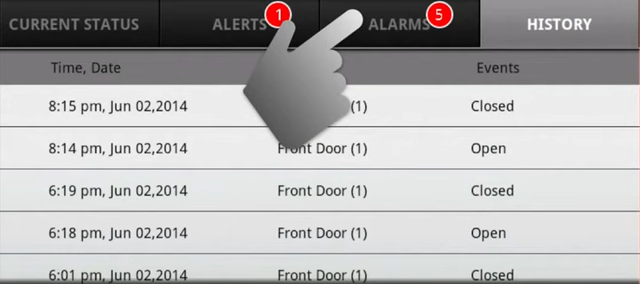 CURRENT STATUS ALERTS 1 ALARMS 5 HISTORY
Time, Date Events
8:15 pm, Jun 02,2014 (1) Closed
8:14 pm, Jun 02,2014 Front Door (1) Open
6:19 pm, Jun 02,2014 Front Door (1) Closed
6:18 pm, Jun 02,2014 Front Door (1) Open
6:01 pm, Jun 02,2014 Front Door (1) Closed